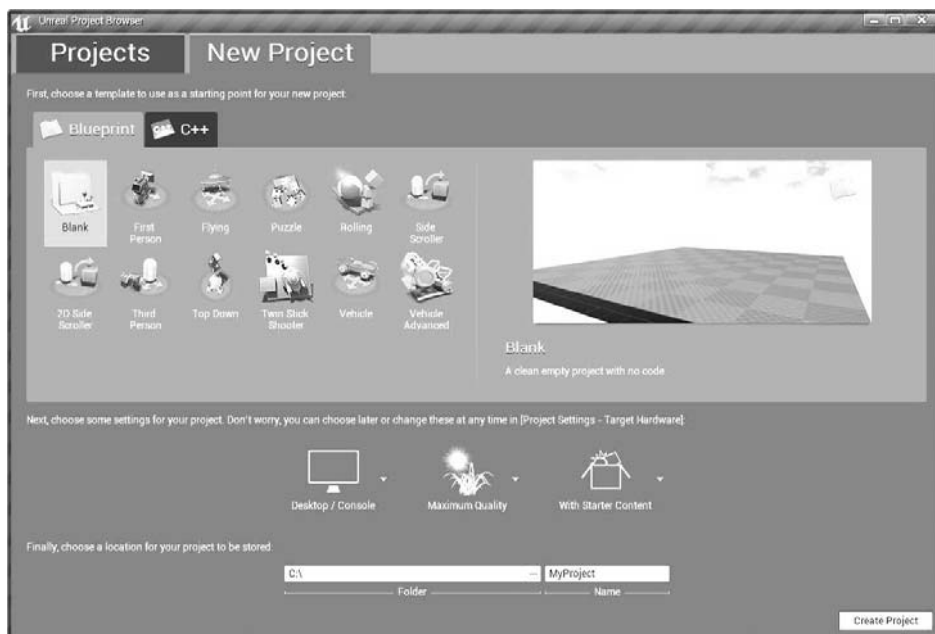 Unreal Project Browser
Projects
New Project
First, choose a template to use as a starting point for your new project.
Blueprint
C++
Blank
First
Person
Flying
Puzzle
Rolling
Side
Scroller
2D Side
Scroller
Third
Person
Top Down
Twin Stick
Shooter
Vehicle
Vehicle
Advanced
Blank
A clean empty project with no code
Next, choose some settings for your project. Don't worry, you can choose later or change these at any time in [Project Settings - Target Hardware].
Desktop / Console
Maximum Quality
With Starter Content
Finally, choose a location for your project to be stored:
C:\
...
MyProject
Folder
Name
Create Project